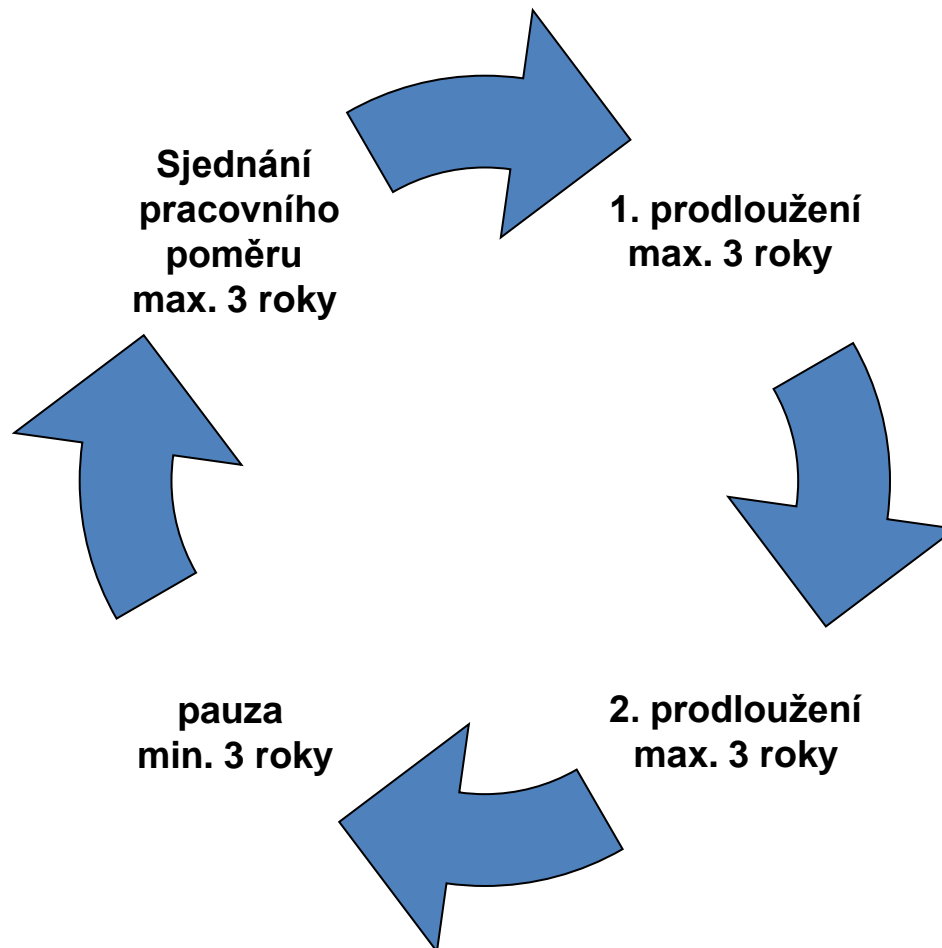 Sjednání
pracovního
poměru
max. 3 roky
1. prodloužení
max. 3 roky
2. prodloužení
max. 3 roky
pauza
min. 3 roky